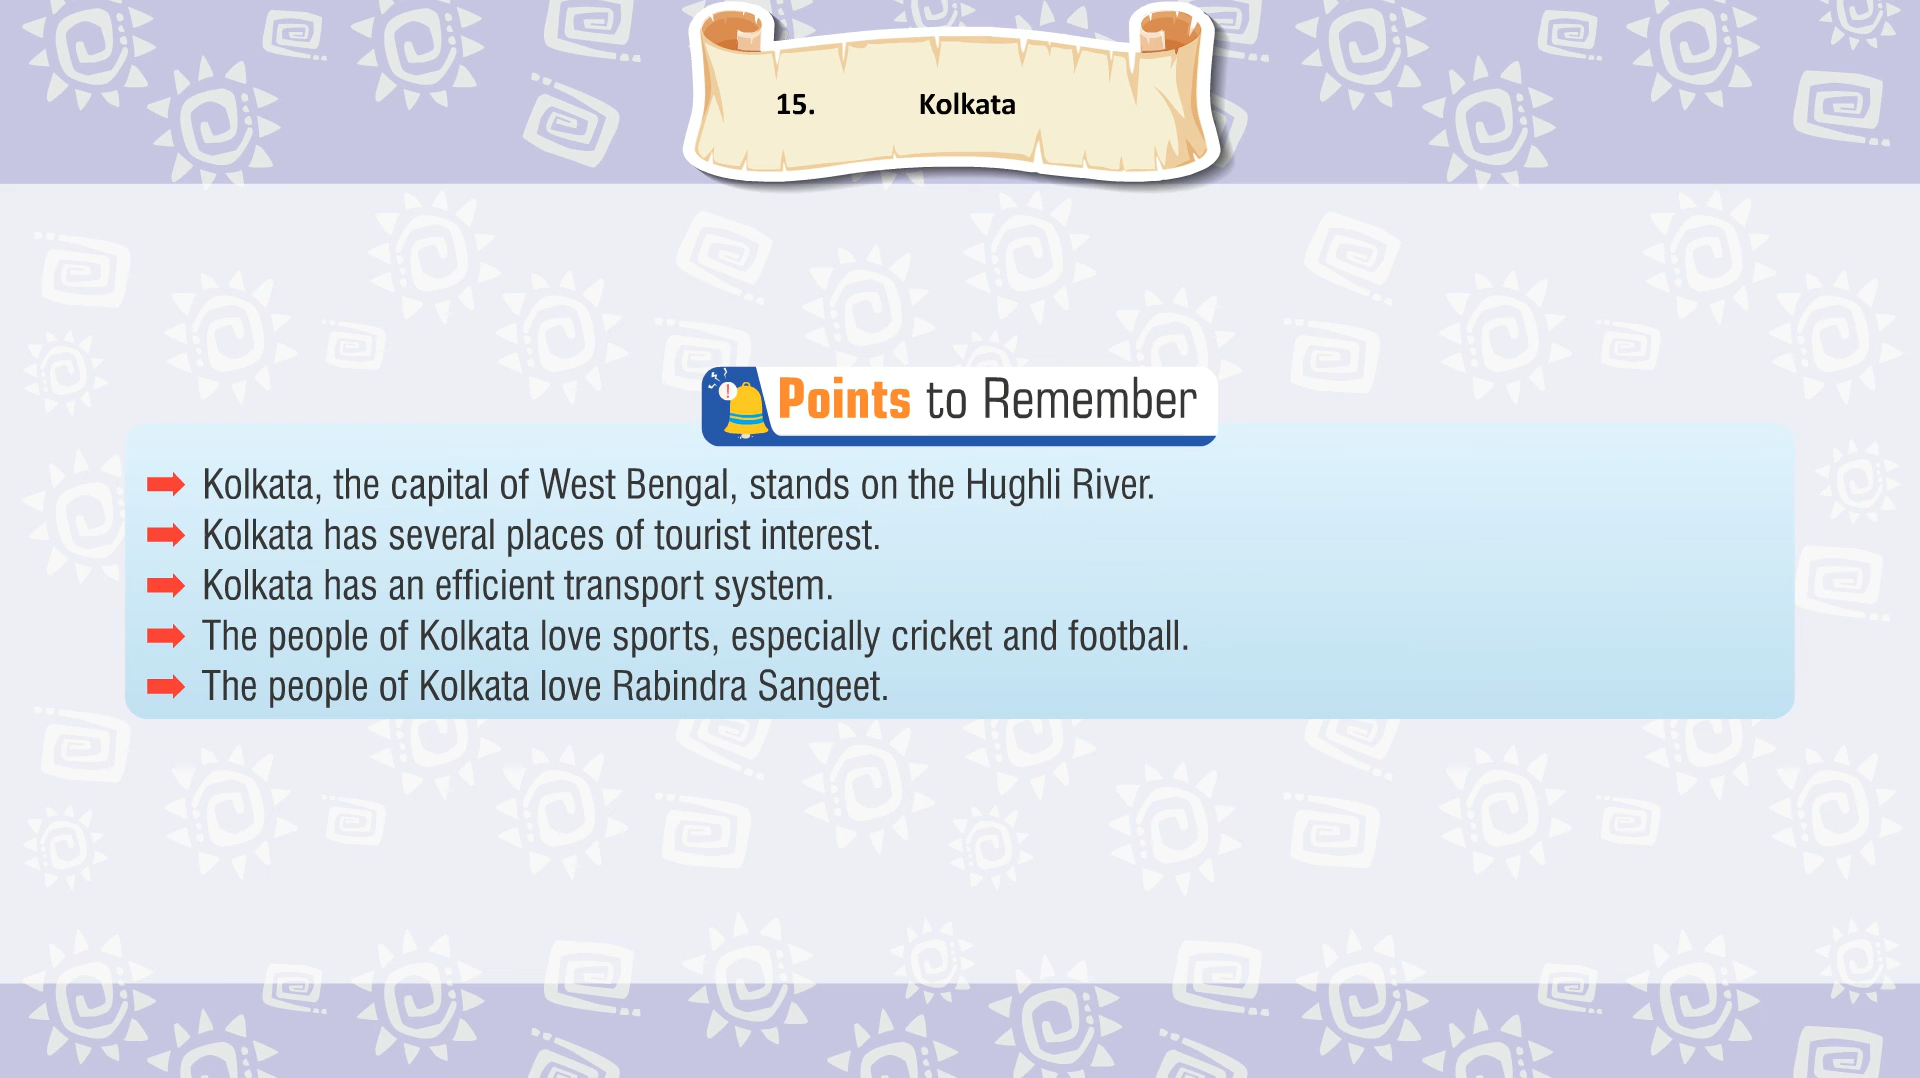 15. Kolkata
Points to Remember
Kolkata, the capital of West Bengal, stands on the Hughli River.
Kolkata has several places of tourist interest.
Kolkata has an efficient transport system.
The people of Kolkata love sports, especially cricket and football.
The people of Kolkata love Rabindra Sangeet.